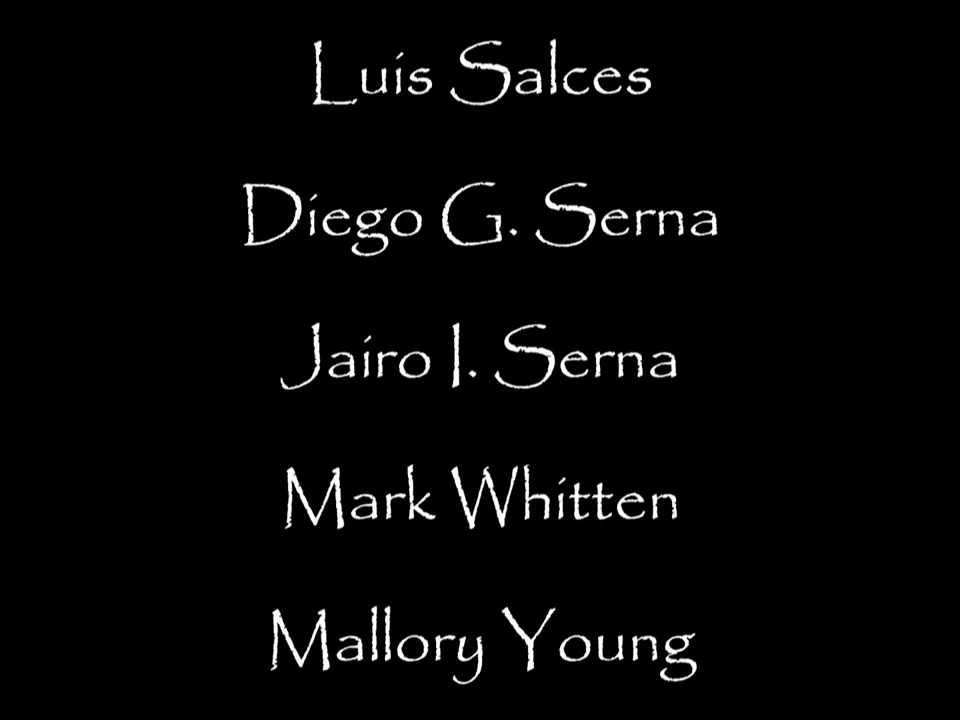 Luis Salces
Diego G. Serna
Jairo I. Serna
Mark Whitten
Mallory Young